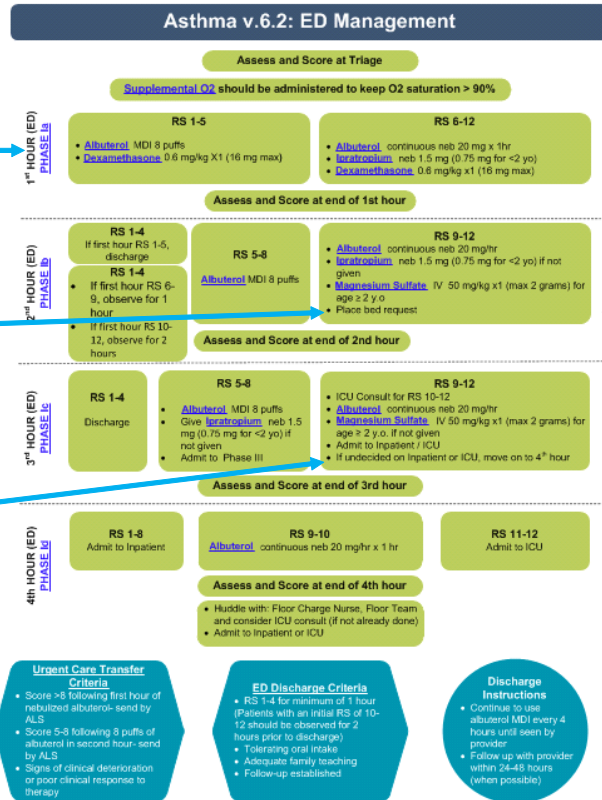 Asthma v.6.2: ED Management
Assess and Score at Triage
Supplemental O2 should be administered to keep O2 saturation > 90%
1st HOUR (ED)
PHASE Ia
RS 1-5
• Albuterol MDI 8 puffs
• Dexamethasone 0.6 mg/kg X1 (16 mg max)
RS 6-12
• Albuterol continuous neb 20 mg x 1hr
• Ipratropium neb 1.5 mg (0.75 mg for <2 yo)
• Dexamethasone 0.6 mg/kg x1 (16 mg max)
Assess and Score at end of 1st hour
2nd HOUR (ED)
PHASE Ib
RS 1-4
If first hour RS 1-5,
discharge
RS 1-4
• If first hour RS 6-
9, observe for 1
hour
• If first hour RS 10-
12, observe for 2
hours
RS 5-8
Albuterol MDI 8 puffs
RS 9-12
• Albuterol continuous neb 20 mg/hr
• Ipratropium neb 1.5 mg (0.75 mg for <2 yo) if not
given
• Magnesium Sulfate IV 50 mg/kg x1 (max 2 grams) for
age ≥ 2 y.o
• Place bed request
Assess and Score at end of 2nd hour
3rd HOUR (ED)
PHASE Ic
RS 1-4
Discharge
RS 5-8
• Albuterol MDI 8 puffs
• Give Ipratropium neb 1.5
mg (0.75 mg for <2 yo) if
not given
• Admit to Phase III
RS 9-12
• ICU Consult for RS 10-12
• Albuterol continuous neb 20 mg/hr
• Magnesium Sulfate IV 50 mg/kg x1 (max 2 grams) for
age ≥ 2 y.o. if not given
• Admit to Inpatient / ICU
• If undecided on Inpatient or ICU, move on to 4th hour
Assess and Score at end of 3rd hour
4th HOUR (ED)
PHASE Id
RS 1-8
Admit to Inpatient
RS 9-10
Albuterol continuous neb 20 mg/hr x 1 hr
RS 11-12
Admit to ICU
Assess and Score at end of 4th hour
• Huddle with: Floor Charge Nurse, Floor Team
and consider ICU consult (if not already done)
• Admit to Inpatient or ICU
Urgent Care Transfer
Criteria
• Score >8 following first hour of
nebulized albuterol- send by
ALS
• Score 5-8 following 8 puffs of
albuterol in second hour- send
by ALS
• Signs of clinical deterioration
or poor clinical response to
therapy
ED Discharge Criteria
• RS 1-4 for minimum of 1 hour
(Patients with an initial RS of 10-
12 should be observed for 2
hours prior to discharge)
• Tolerating oral intake
• Adequate family teaching
• Follow-up established
Discharge
Instructions
• Continue to use
albuterol MDI every 4
hours until seen by
provider
• Follow up with provider
within 24-48 hours
(when possible)